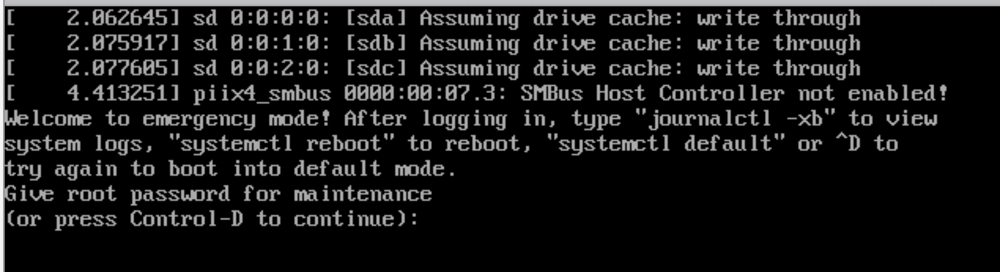 [    2.062645] sd 0:0:0:0: [sda] Assuming drive cache: write through
[    2.075917] sd 0:0:1:0: [sdb] Assuming drive cache: write through
[    2.077605] sd 0:0:2:0: [sdc] Assuming drive cache: write through
[    4.413251] piix4_smbus 0000:00:07.3: SMBus Host Controller not enabled!
Welcome to emergency mode! After logging in, type "journalctl -xb" to view
system logs, "systemctl reboot" to reboot, "systemctl default" or ^D to
try again to boot into default mode.
Give root password for maintenance
(or press Control-D to continue):